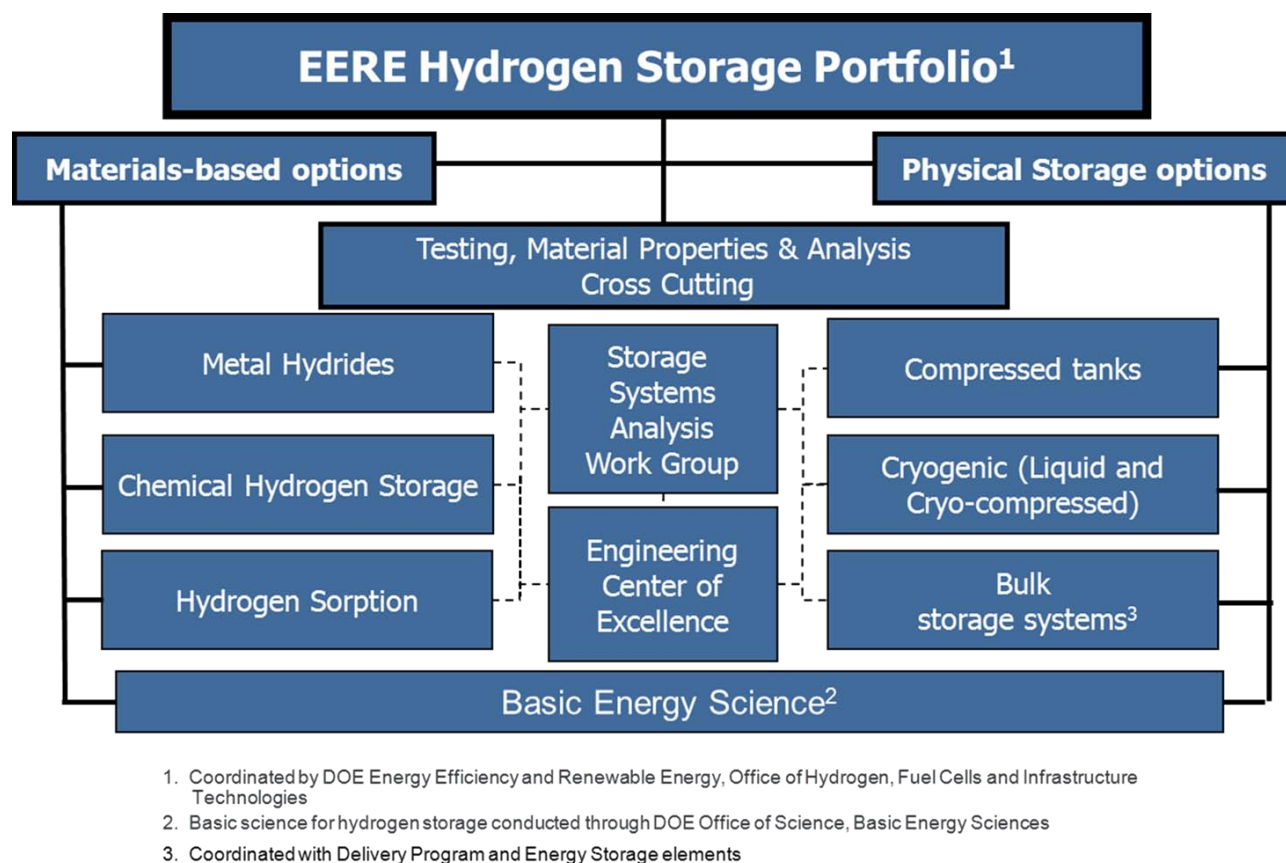 EERE Hydrogen Storage Portfolio¹
Materials-based options
Physical Storage options
Testing, Material Properties & Analysis
Cross Cutting
Metal Hydrides
Chemical Hydrogen Storage
Hydrogen Sorption
Storage
Systems
Analysis
Work Group
Engineering
Center of
Excellence
Compressed tanks
Cryogenic (Liquid and
Cryo-compressed)
Bulk
storage systems³
Basic Energy Science²
1. Coordinated by DOE Energy Efficiency and Renewable Energy, Office of Hydrogen, Fuel Cells and Infrastructure
Technologies
2. Basic science for hydrogen storage conducted through DOE Office of Science, Basic Energy Sciences
3. Coordinated with Delivery Program and Energy Storage elements